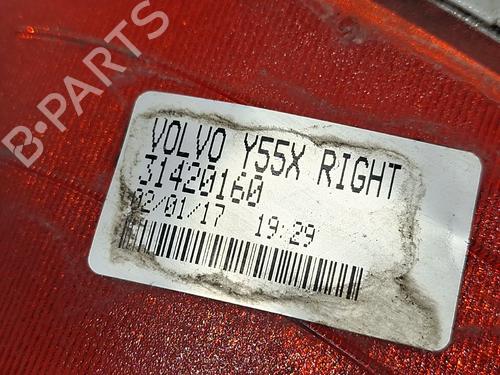 B-PARTS
VOLVO Y55X RIGHT
31420160
02/01/17 19:29